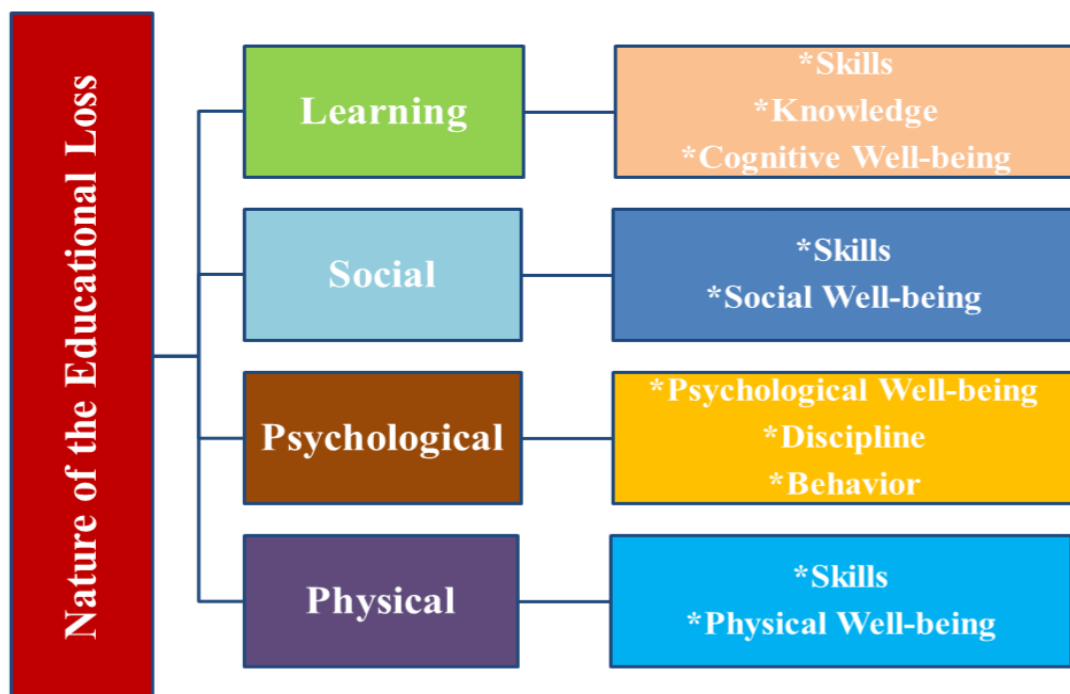 Nature of the Educational Loss
Learning
*Skills
*Knowledge
*Cognitive Well-being
Social
*Skills
*Social Well-being
Psychological
*Psychological Well-being
*Discipline
*Behavior
Physical
*Skills
*Physical Well-being